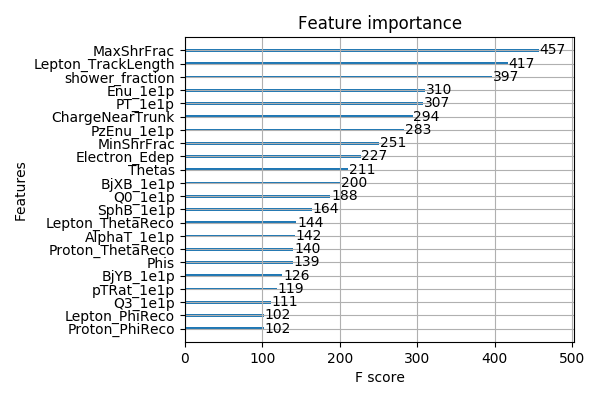 Feature importance
Features
MaxShrFrac 457
Lepton_TrackLength 417
shower_fraction 397
Enu_1e1p 310
PT_1e1p 307
ChargeNearTrunk 294
PzEnu_1e1p 283
MinShrFrac 251
Electron_Edep 227
Thetas 211
BjXB_1e1p 200
Q0_1e1p 188
SphB_1e1p 164
Lepton_ThetaReco 144
AlphaT_1e1p 142
Proton_ThetaReco 140
Phis 139
BjYB_1e1p 126
pTRat_1e1p 119
Q3_1e1p 111
Lepton_PhiReco 102
Proton_PhiReco 102
0 100 200 300 400 500
F score